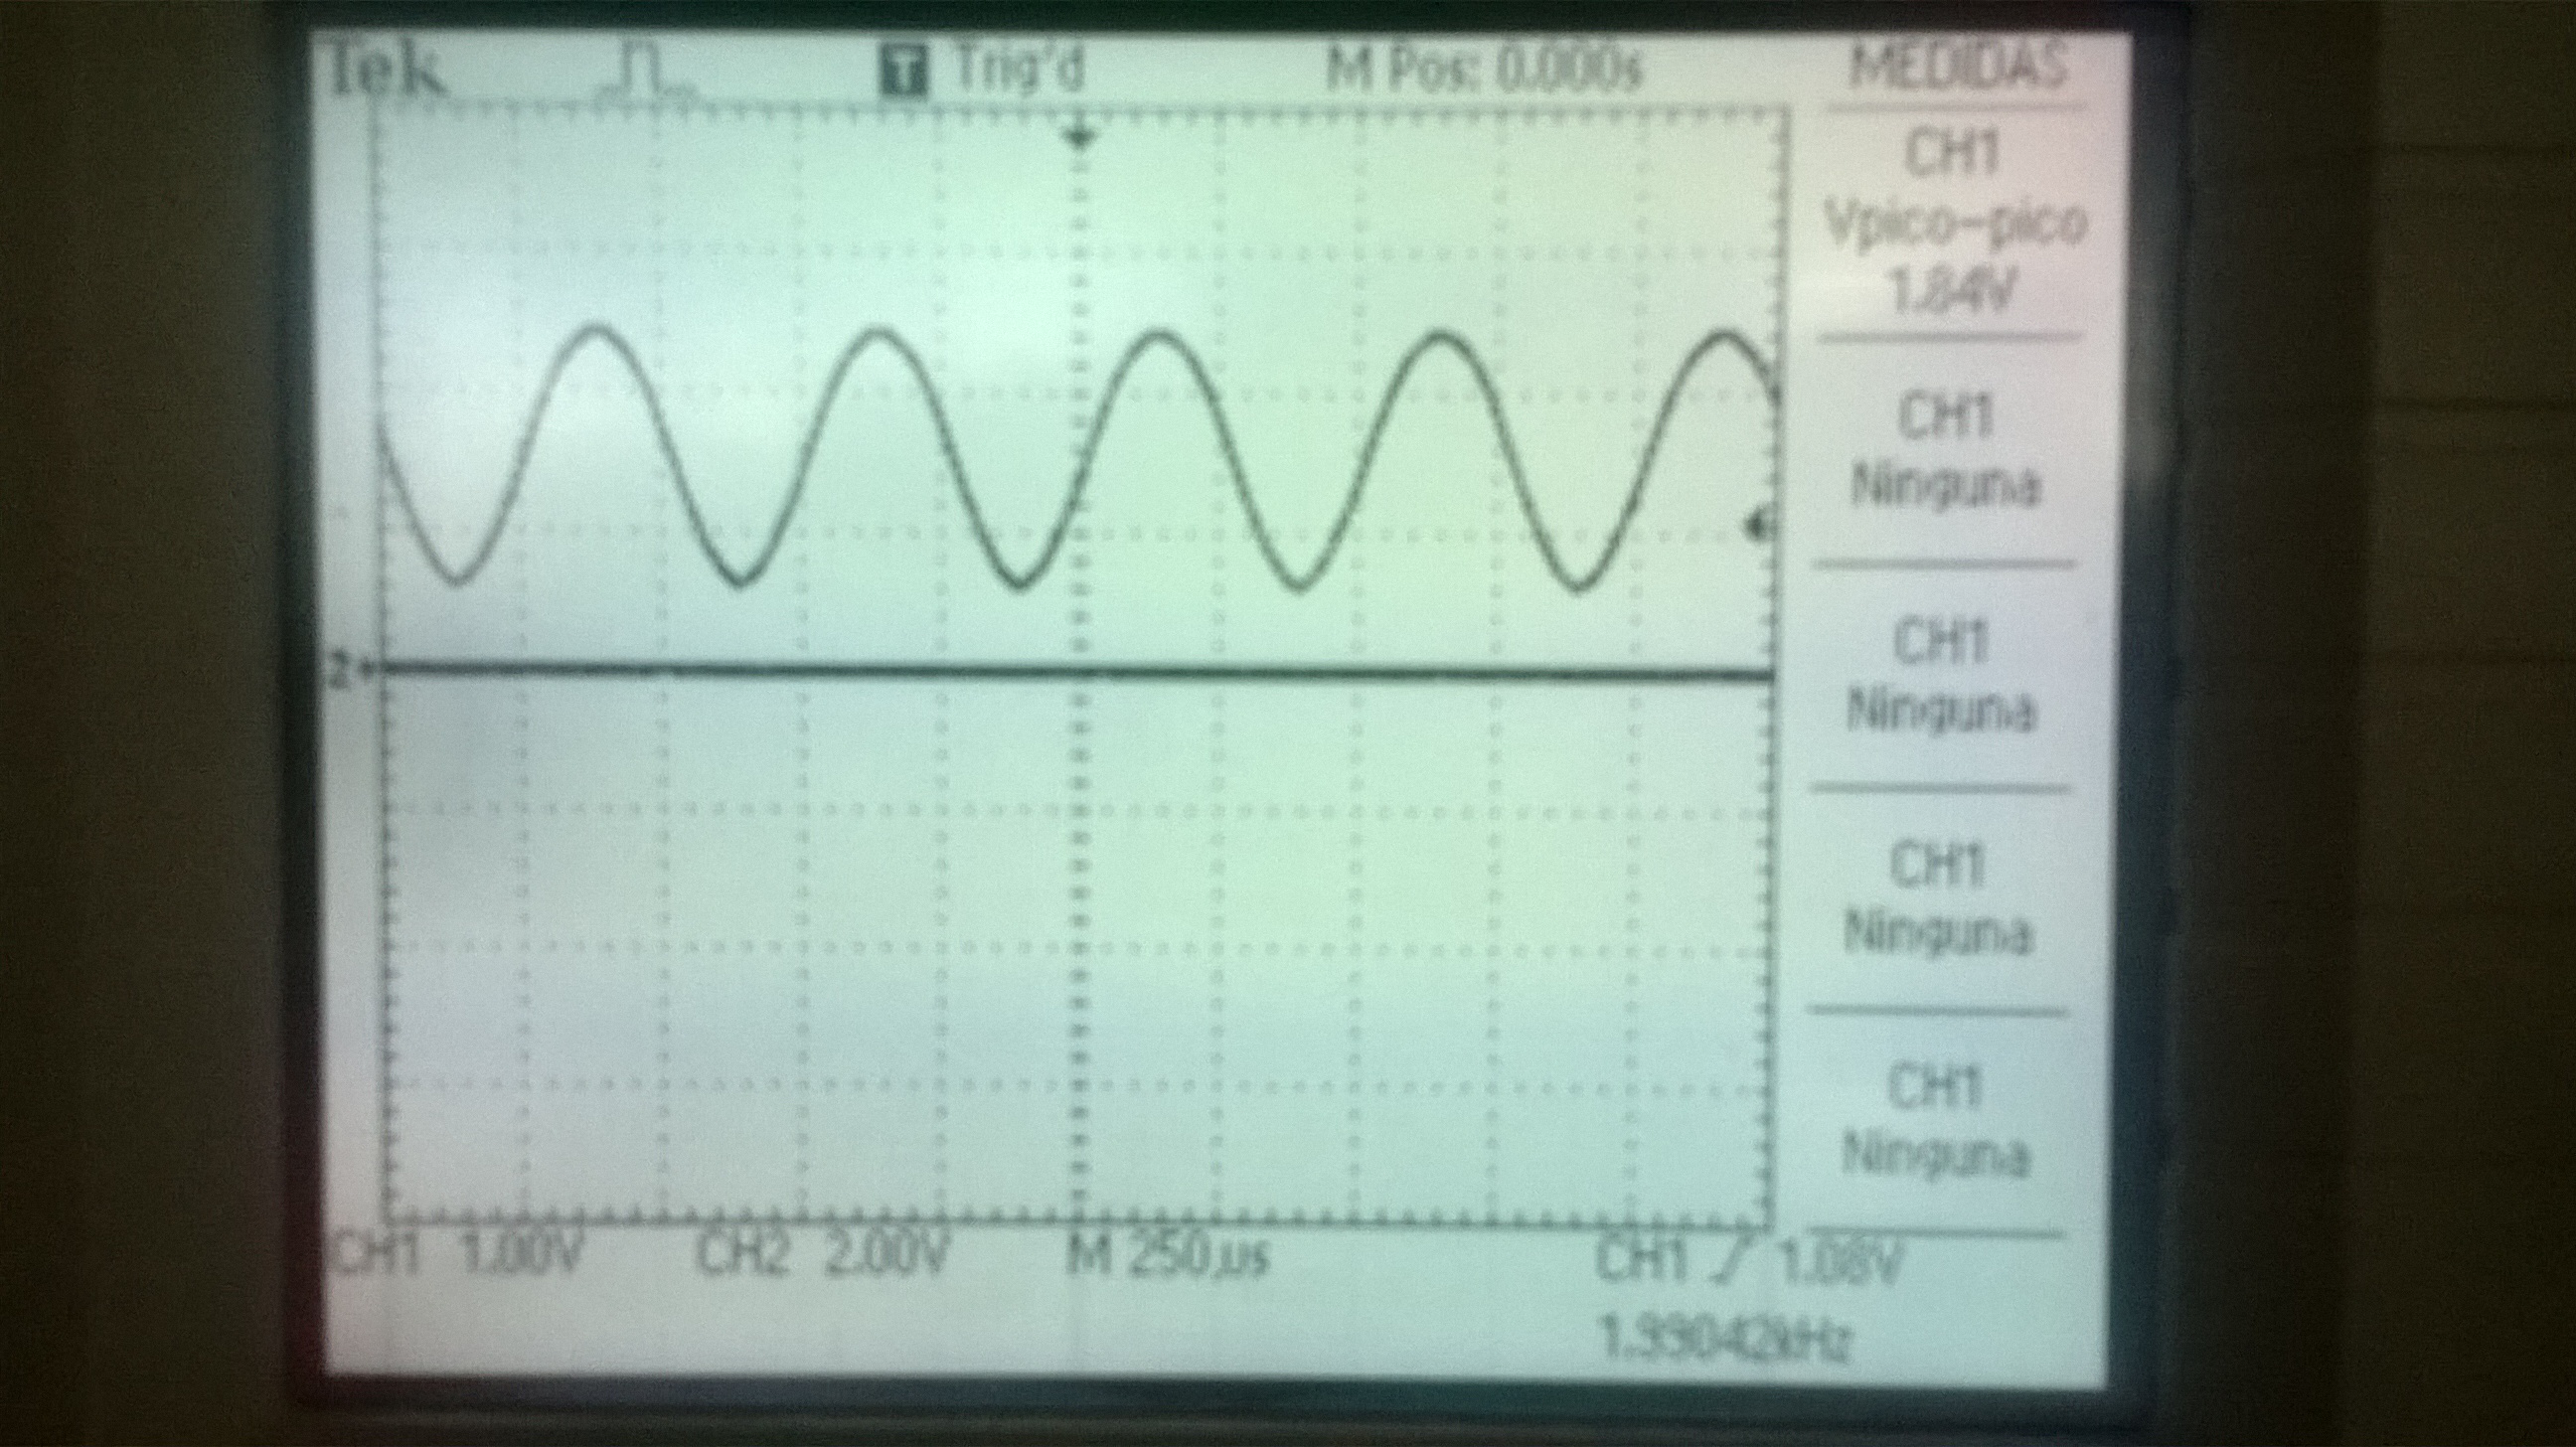 Tek T Trig'd M Pos: 0.000s MEDIDAS
CH1
Vpico-pico
1.84V
CH1
Ninguna
CH1
Ninguna
CH1
Ninguna
CH1
Ninguna
2
CH1 1.00V CH2 2.00V M 250µs CH1 1.08V
1.99042kHz